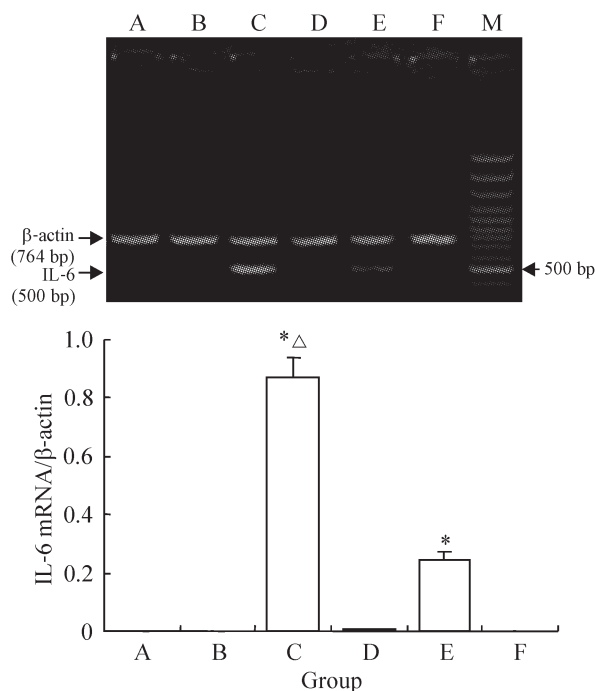 A B C D E F M
β-actin
(764 bp)
IL-6
(500 bp)
500 bp
IL-6 mRNA/β-actin
1.0
0.8
0.6
0.4
0.2
0
*△
*
A B C D E F
Group